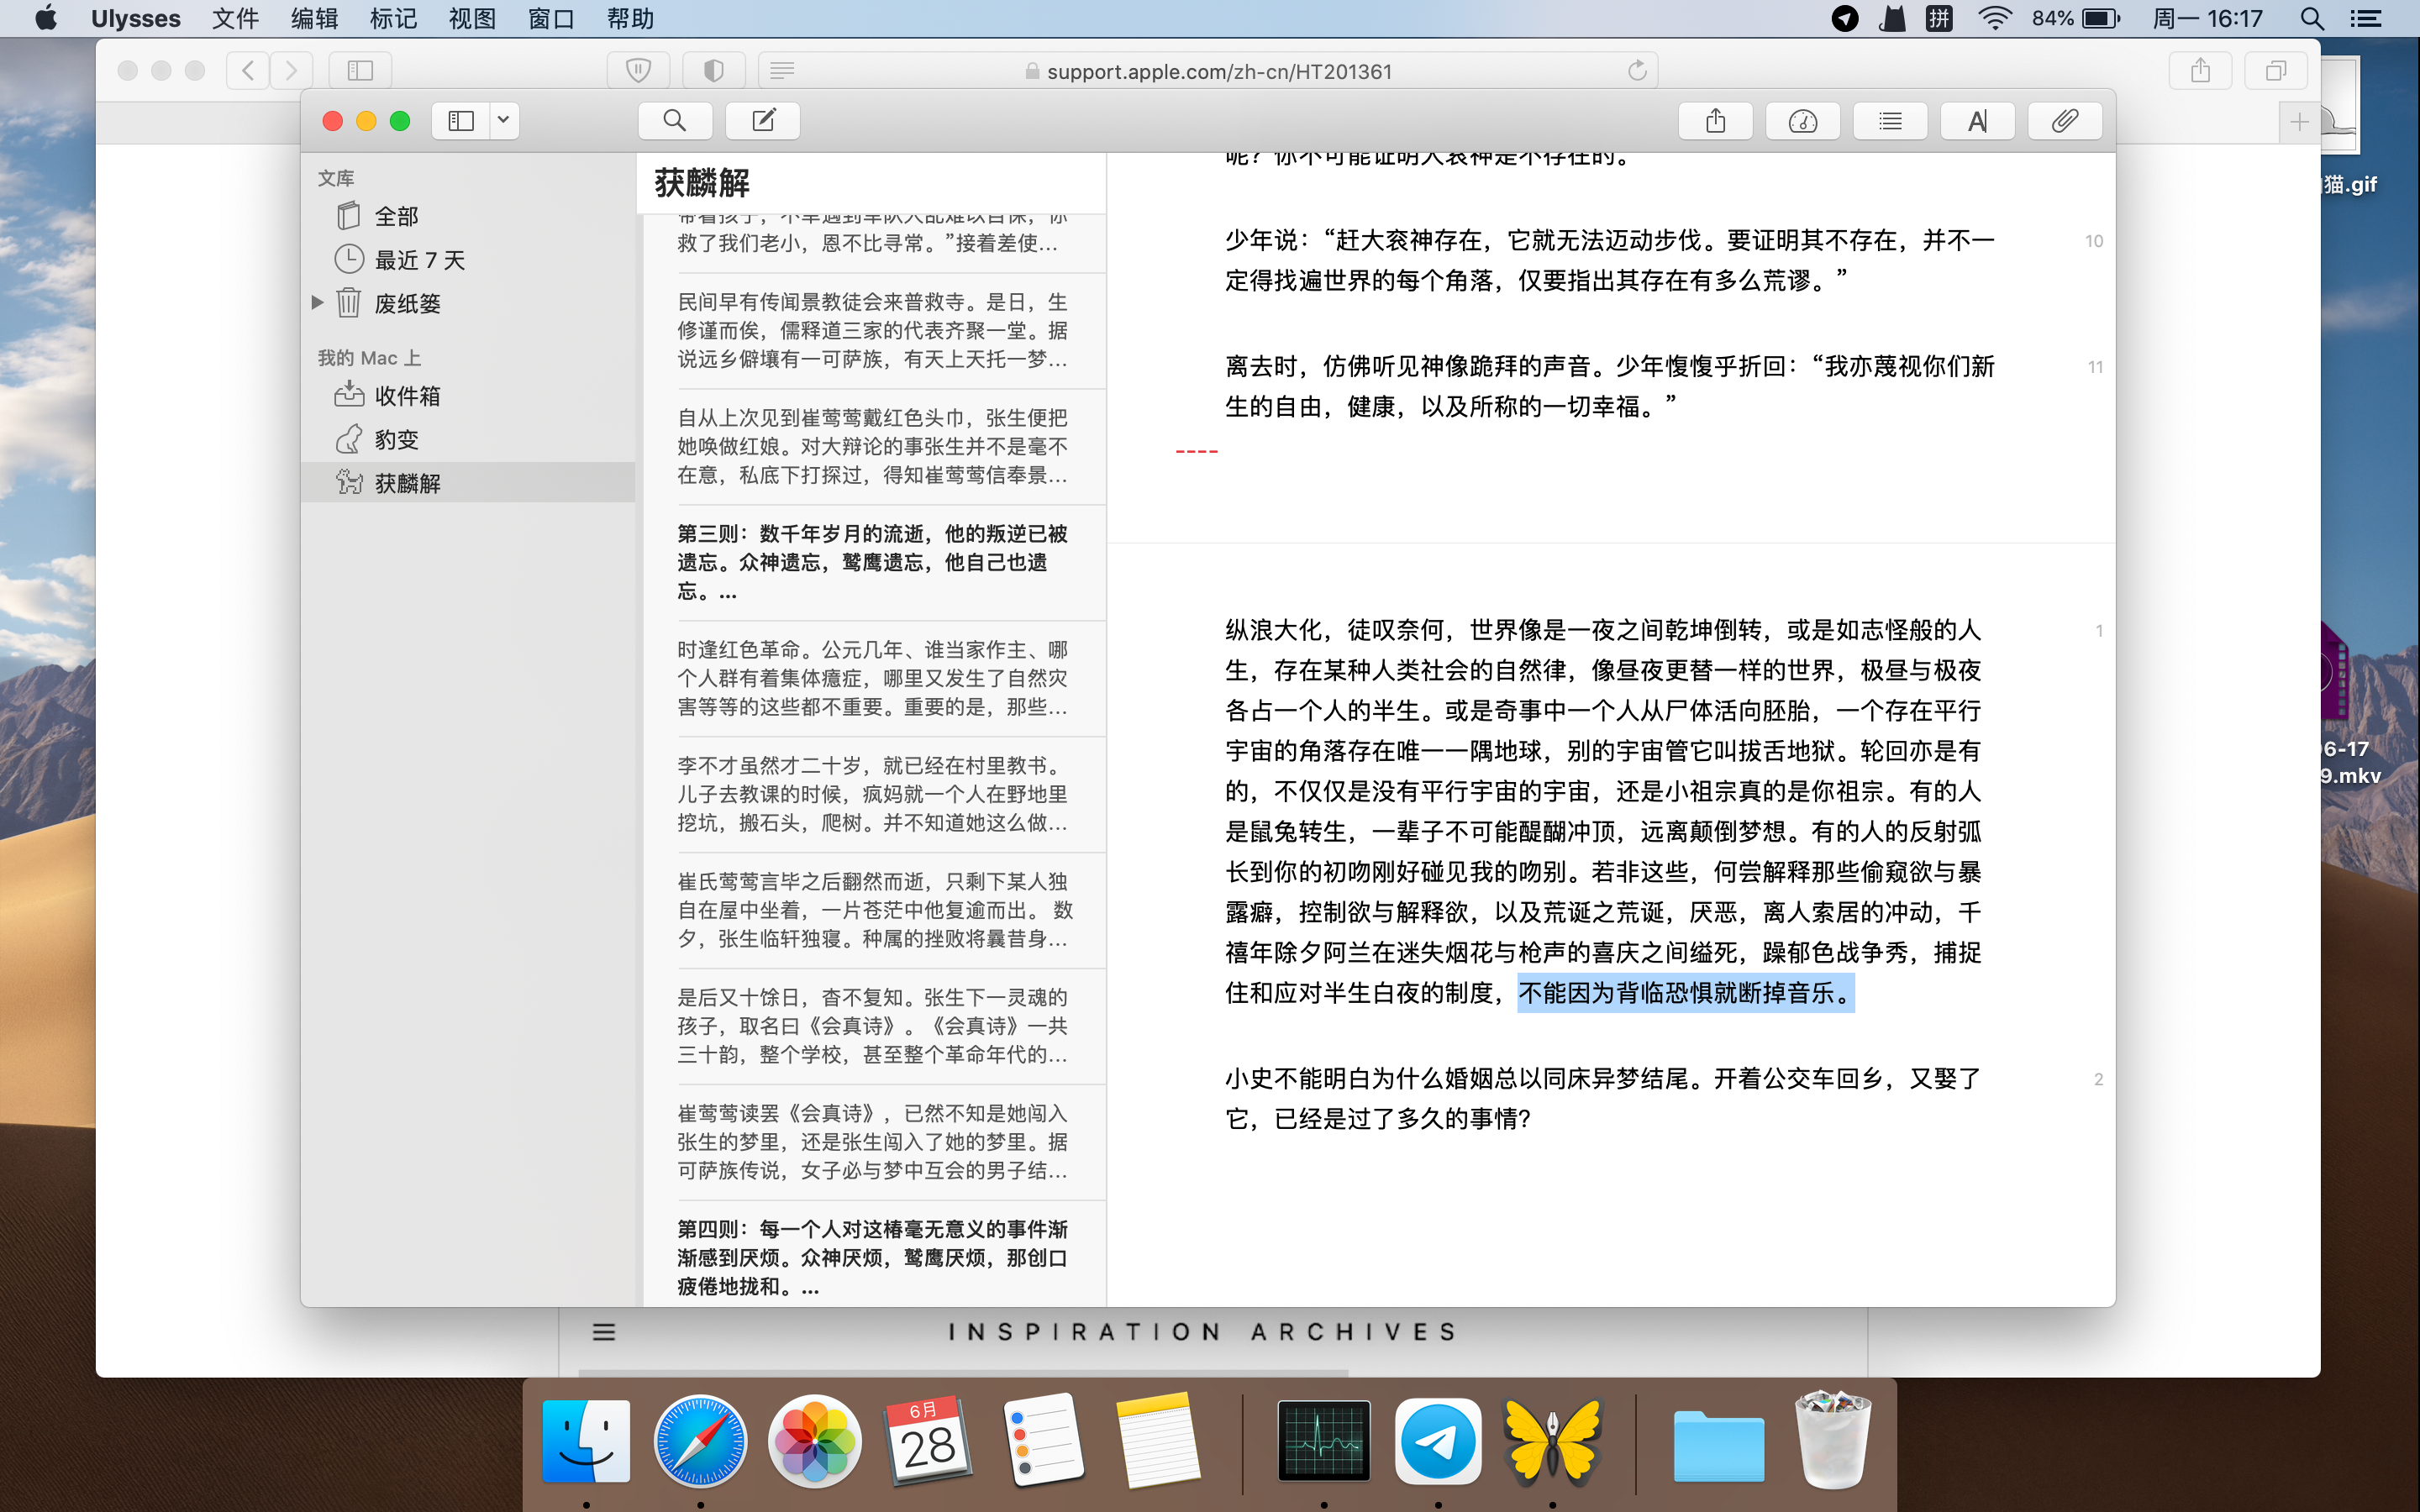 Ulysses 文件 编辑 标记 视图 窗口 帮助
拼 84% 周一 16:17
support.apple.com/zh-cn/HT201361
猫.gif
文库
全部
最近 7 天
废纸篓
我的 Mac 上
收件箱
豹变
获麟解
获麟解
带着孩子，不幸遇到军队大乱难以自保，你
救了我们老小，恩不比寻常。”接着差使...
民间早有传闻景教徒会来普救寺。是日，生
修谨而俟，儒释道三家的代表齐聚一堂。据
说远乡僻壤有一可萨族，有天上天托一梦...
自从上次见到崔莺莺戴红色头巾，张生便把
她唤做红娘。对大辩论的事张生并不是毫不
在意，私底下打探过，得知崔莺莺信奉景...
第三则：数千年岁月的流逝，他的叛逆已被
遗忘。众神遗忘，鹫鹰遗忘，他自己也遗
忘。...
时逢红色革命。公元几年、谁当家作主、哪
个人群有着集体癔症，哪里又发生了自然灾
害等等的这些都不重要。重要的是，那些...
李不才虽然才二十岁，就已经在村里教书。
儿子去教课的时候，疯妈就一个人在野地里
挖坑，搬石头，爬树。并不知道她这么做...
崔氏莺莺言毕之后翻然而逝，只剩下某人独
自在屋中坐着，一片苍茫中他复逾而出。 数
夕，张生临轩独寝。种属的挫败将曩昔身...
是后又十馀日，杳不复知。张生下一灵魂的
孩子，取名曰《会真诗》。《会真诗》一共
三十韵，整个学校，甚至整个革命年代的...
崔莺莺读罢《会真诗》，已然不知是她闯入
张生的梦里，还是张生闯入了她的梦里。据
可萨族传说，女子必与梦中互会的男子结...
第四则：每一个人对这椿毫无意义的事件渐
渐感到厌烦。众神厌烦，鹫鹰厌烦，那创口
疲倦地拢和。...
呢？你不可能证明大衮神是不存在的。
少年说：“赶大衮神存在，它就无法迈动步伐。要证明其不存在，并不一
定得找遍世界的每个角落，仅要指出其存在有多么荒谬。”
10
离去时，仿佛听见神像跪拜的声音。少年愎愎乎折回：“我亦蔑视你们新
生的自由，健康，以及所称的一切幸福。”
11
----
纵浪大化，徒叹奈何，世界像是一夜之间乾坤倒转，或是如志怪般的人
生，存在某种人类社会的自然律，像昼夜更替一样的世界，极昼与极夜
各占一个人的半生。或是奇事中一个人从尸体活向胚胎，一个存在平行
宇宙的角落存在唯一一隅地球，别的宇宙管它叫拔舌地狱。轮回亦是有
的，不仅仅是没有平行宇宙的宇宙，还是小祖宗真的是你祖宗。有的人
是鼠兔转生，一辈子不可能醍醐冲顶，远离颠倒梦想。有的人的反射弧
长到你的初吻刚好碰见我的吻别。若非这些，何尝解释那些偷窥欲与暴
露癖，控制欲与解释欲，以及荒诞之荒诞，厌恶，离人索居的冲动，千
禧年除夕阿兰在迷失烟花与枪声的喜庆之间缢死，躁郁色战争秀，捕捉
住和应对半生白夜的制度，不能因为背临恐惧就断掉音乐。
1
小史不能明白为什么婚姻总以同床异梦结尾。开着公交车回乡，又娶了
它，已经是过了多久的事情？
2
06-17
9.mkv
INSPIRATION ARCHIVES
6月
28